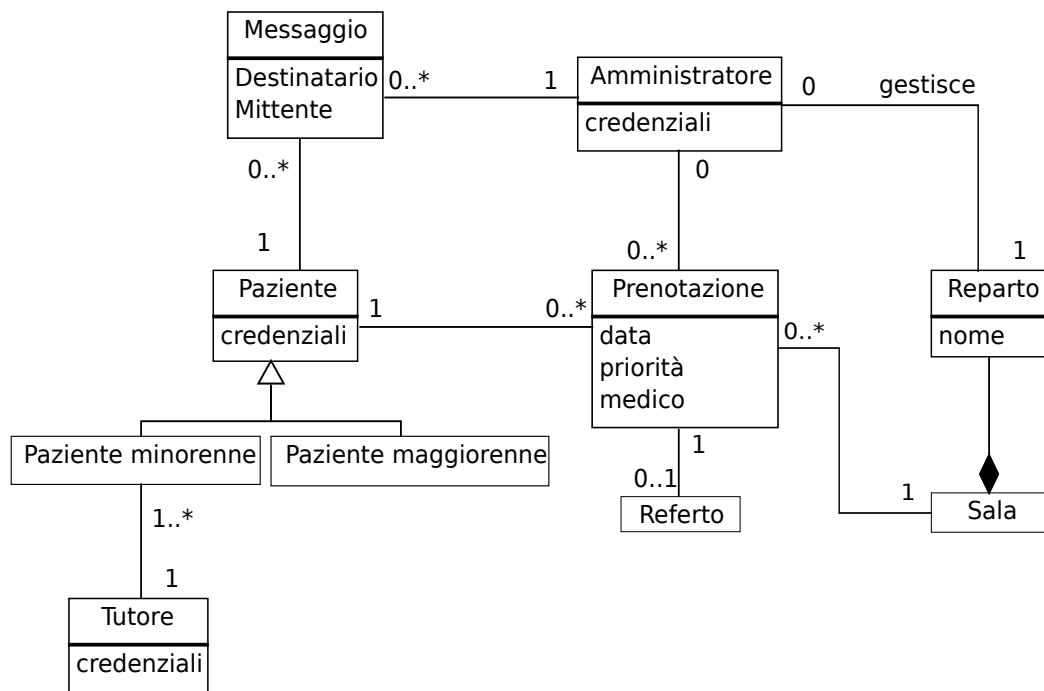 Messaggio
Destinatario
Mittente
0..*
1
Amministratore
credenziali
0
gestisce
0..*
0
1
0..*
1
Paziente
credenziali
1
0..*
Prenotazione
data
priorità
medico
0..*
Reparto
nome
Paziente minorenne
Paziente maggiorenne
1
0..1
Referto
1
Sala
1..*
1
Tutore
credenziali